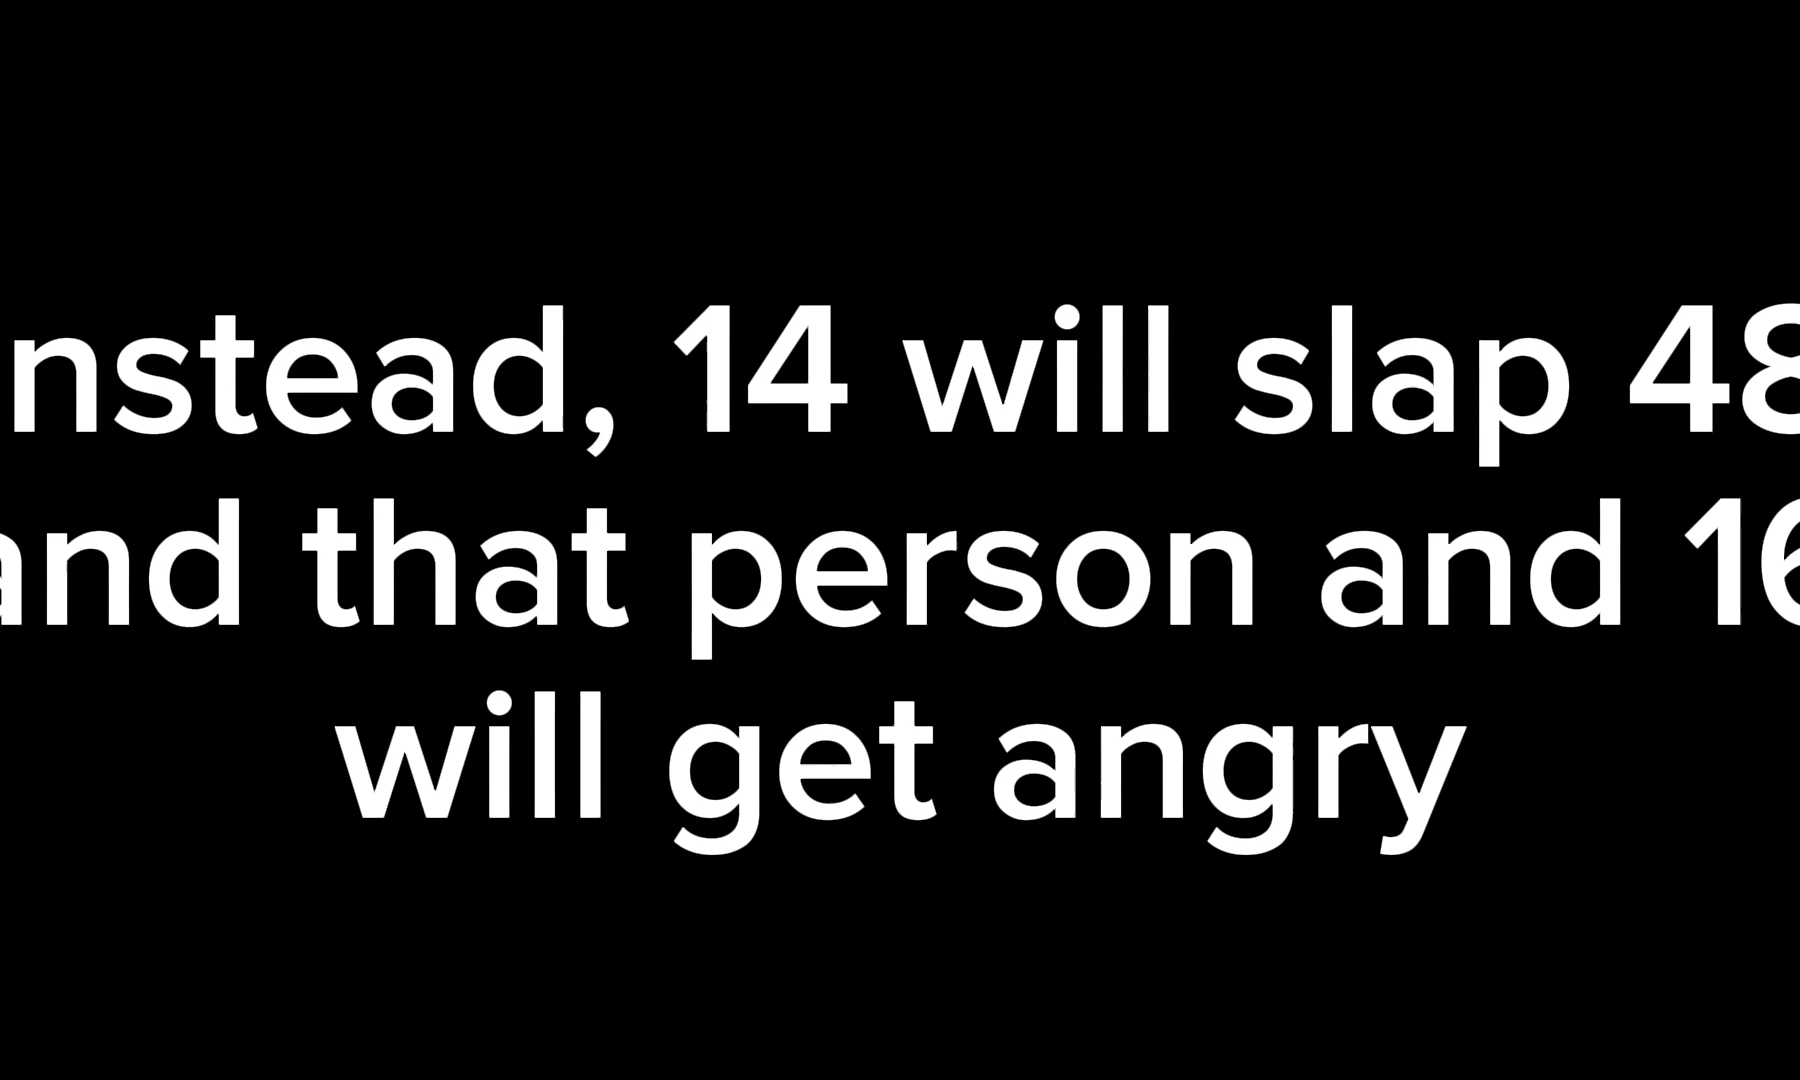 nstead, 14 will slap 48
and that person and 16
will get angry